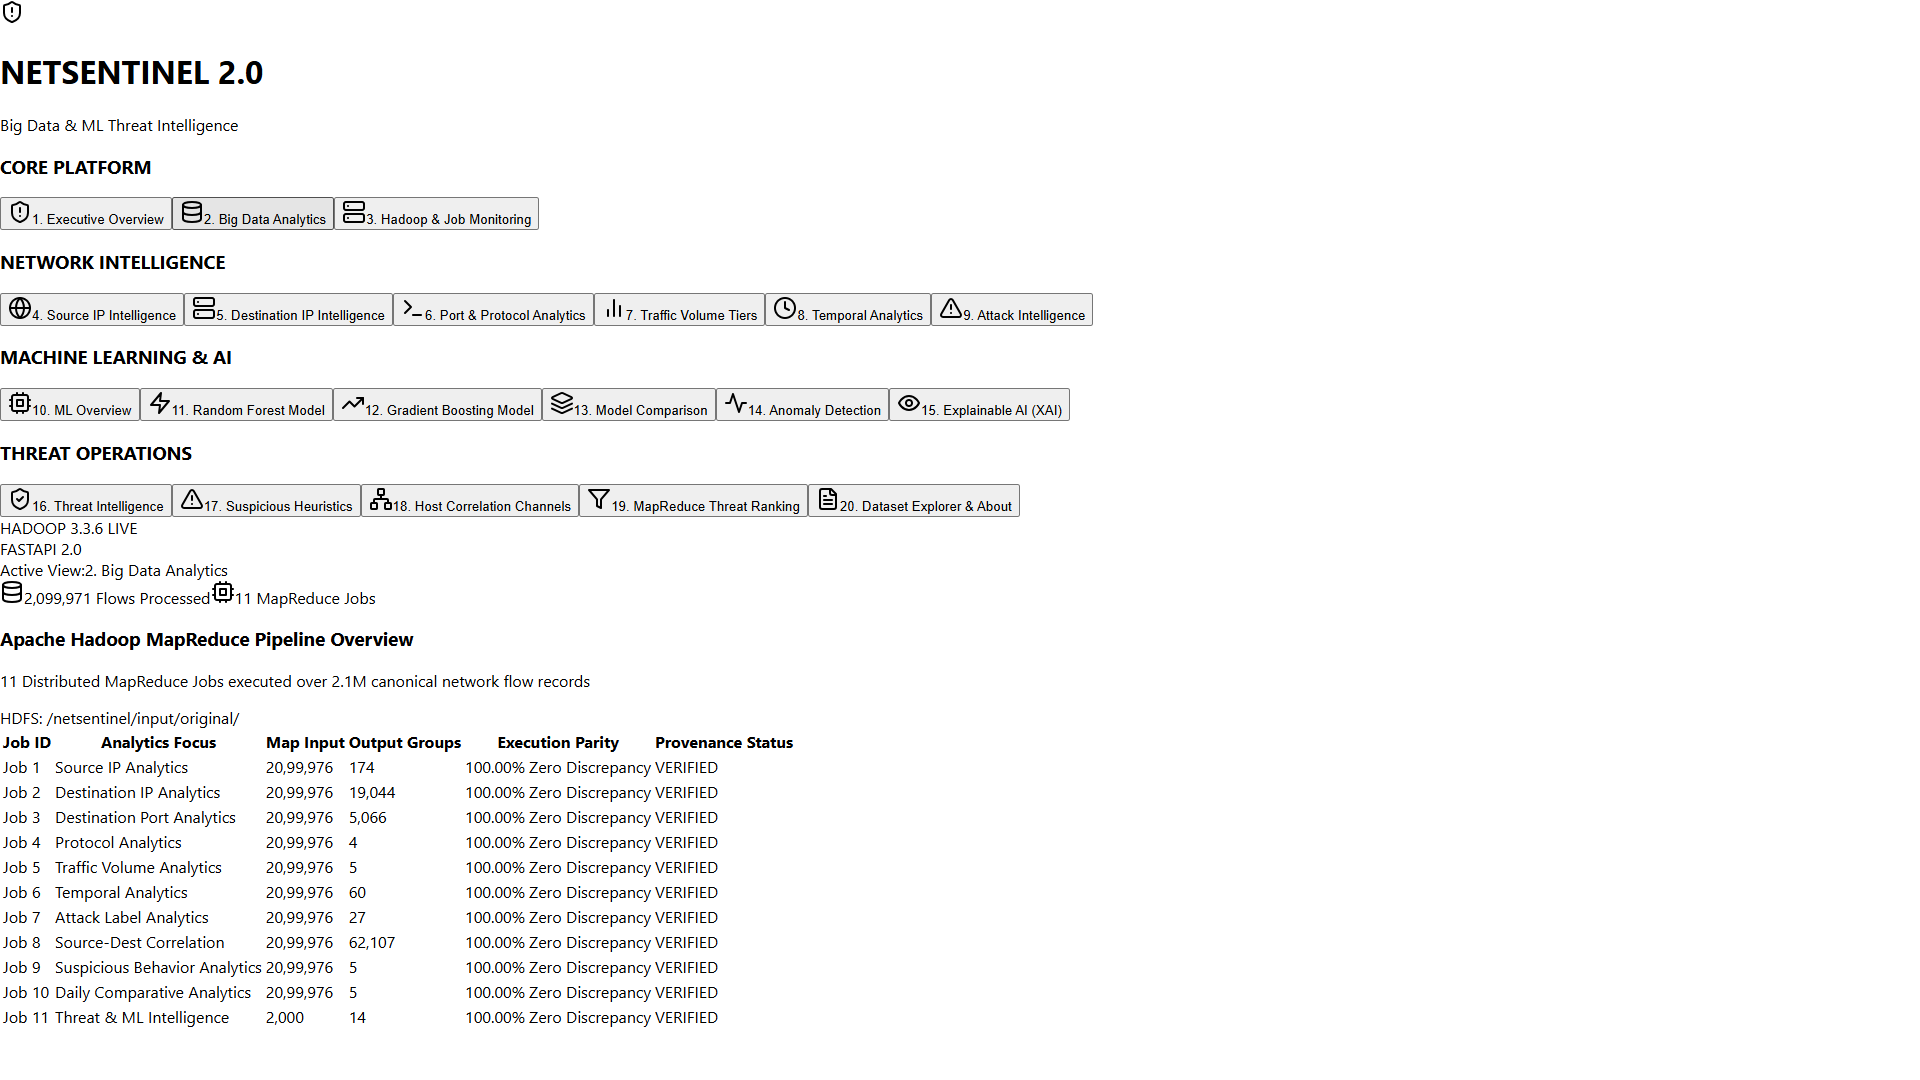 NETSENTINEL 2.0
Big Data & ML Threat Intelligence
CORE PLATFORM
1. Executive Overview 2. Big Data Analytics 3. Hadoop & Job Monitoring
NETWORK INTELLIGENCE
4. Source IP Intelligence 5. Destination IP Intelligence 6. Port & Protocol Analytics 7. Traffic Volume Tiers 8. Temporal Analytics 9. Attack Intelligence
MACHINE LEARNING & AI
10. ML Overview 11. Random Forest Model 12. Gradient Boosting Model 13. Model Comparison 14. Anomaly Detection 15. Explainable AI (XAI)
THREAT OPERATIONS
16. Threat Intelligence 17. Suspicious Heuristics 18. Host Correlation Channels 19. MapReduce Threat Ranking 20. Dataset Explorer & About
HADOOP 3.3.6 LIVE
FASTAPI 2.0
Active View:2. Big Data Analytics
2,099,971 Flows Processed 11 MapReduce Jobs
Apache Hadoop MapReduce Pipeline Overview
11 Distributed MapReduce Jobs executed over 2.1M canonical network flow records
HDFS: /netsentinel/input/original/
Job ID Analytics Focus Map Input Output Groups Execution Parity Provenance Status
Job 1 Source IP Analytics 20,99,976 174 100.00% Zero Discrepancy VERIFIED
Job 2 Destination IP Analytics 20,99,976 19,044 100.00% Zero Discrepancy VERIFIED
Job 3 Destination Port Analytics 20,99,976 5,066 100.00% Zero Discrepancy VERIFIED
Job 4 Protocol Analytics 20,99,976 4 100.00% Zero Discrepancy VERIFIED
Job 5 Traffic Volume Analytics 20,99,976 5 100.00% Zero Discrepancy VERIFIED
Job 6 Temporal Analytics 20,99,976 60 100.00% Zero Discrepancy VERIFIED
Job 7 Attack Label Analytics 20,99,976 27 100.00% Zero Discrepancy VERIFIED
Job 8 Source-Dest Correlation 20,99,976 62,107 100.00% Zero Discrepancy VERIFIED
Job 9 Suspicious Behavior Analytics 20,99,976 5 100.00% Zero Discrepancy VERIFIED
Job 10 Daily Comparative Analytics 20,99,976 5 100.00% Zero Discrepancy VERIFIED
Job 11 Threat & ML Intelligence 2,000 14 100.00% Zero Discrepancy VERIFIED